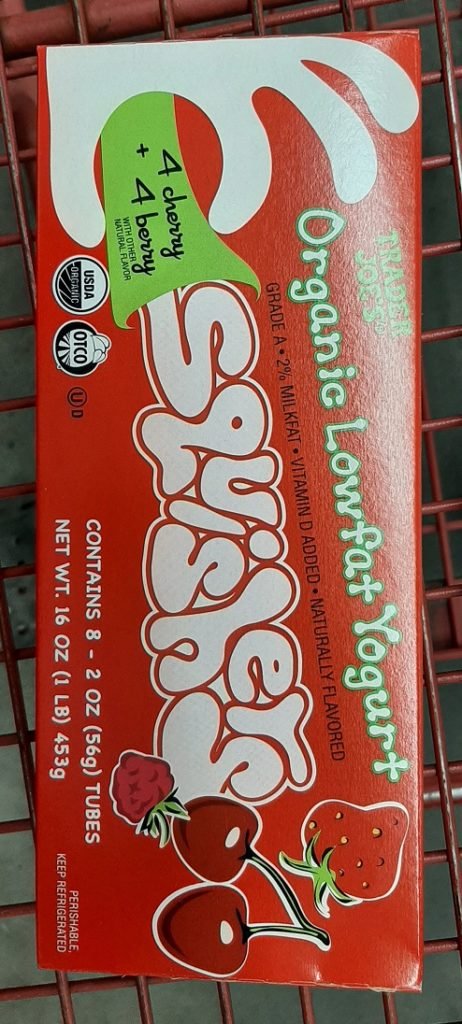 TRADER
JOE'S
Organic Lowfat Yogurt
GRADE A • 2% MILKFAT • VITAMIN D ADDED • NATURALLY FLAVORED
squishers
4 cherry
+ 4 berry
WITH OTHER
NATURAL FLAVOR
USDA
ORGANIC
OTCO
U D
CONTAINS 8 - 2 OZ (56g) TUBES
NET WT. 16 OZ (1 LB) 453g
PERISHABLE
KEEP REFRIGERATED